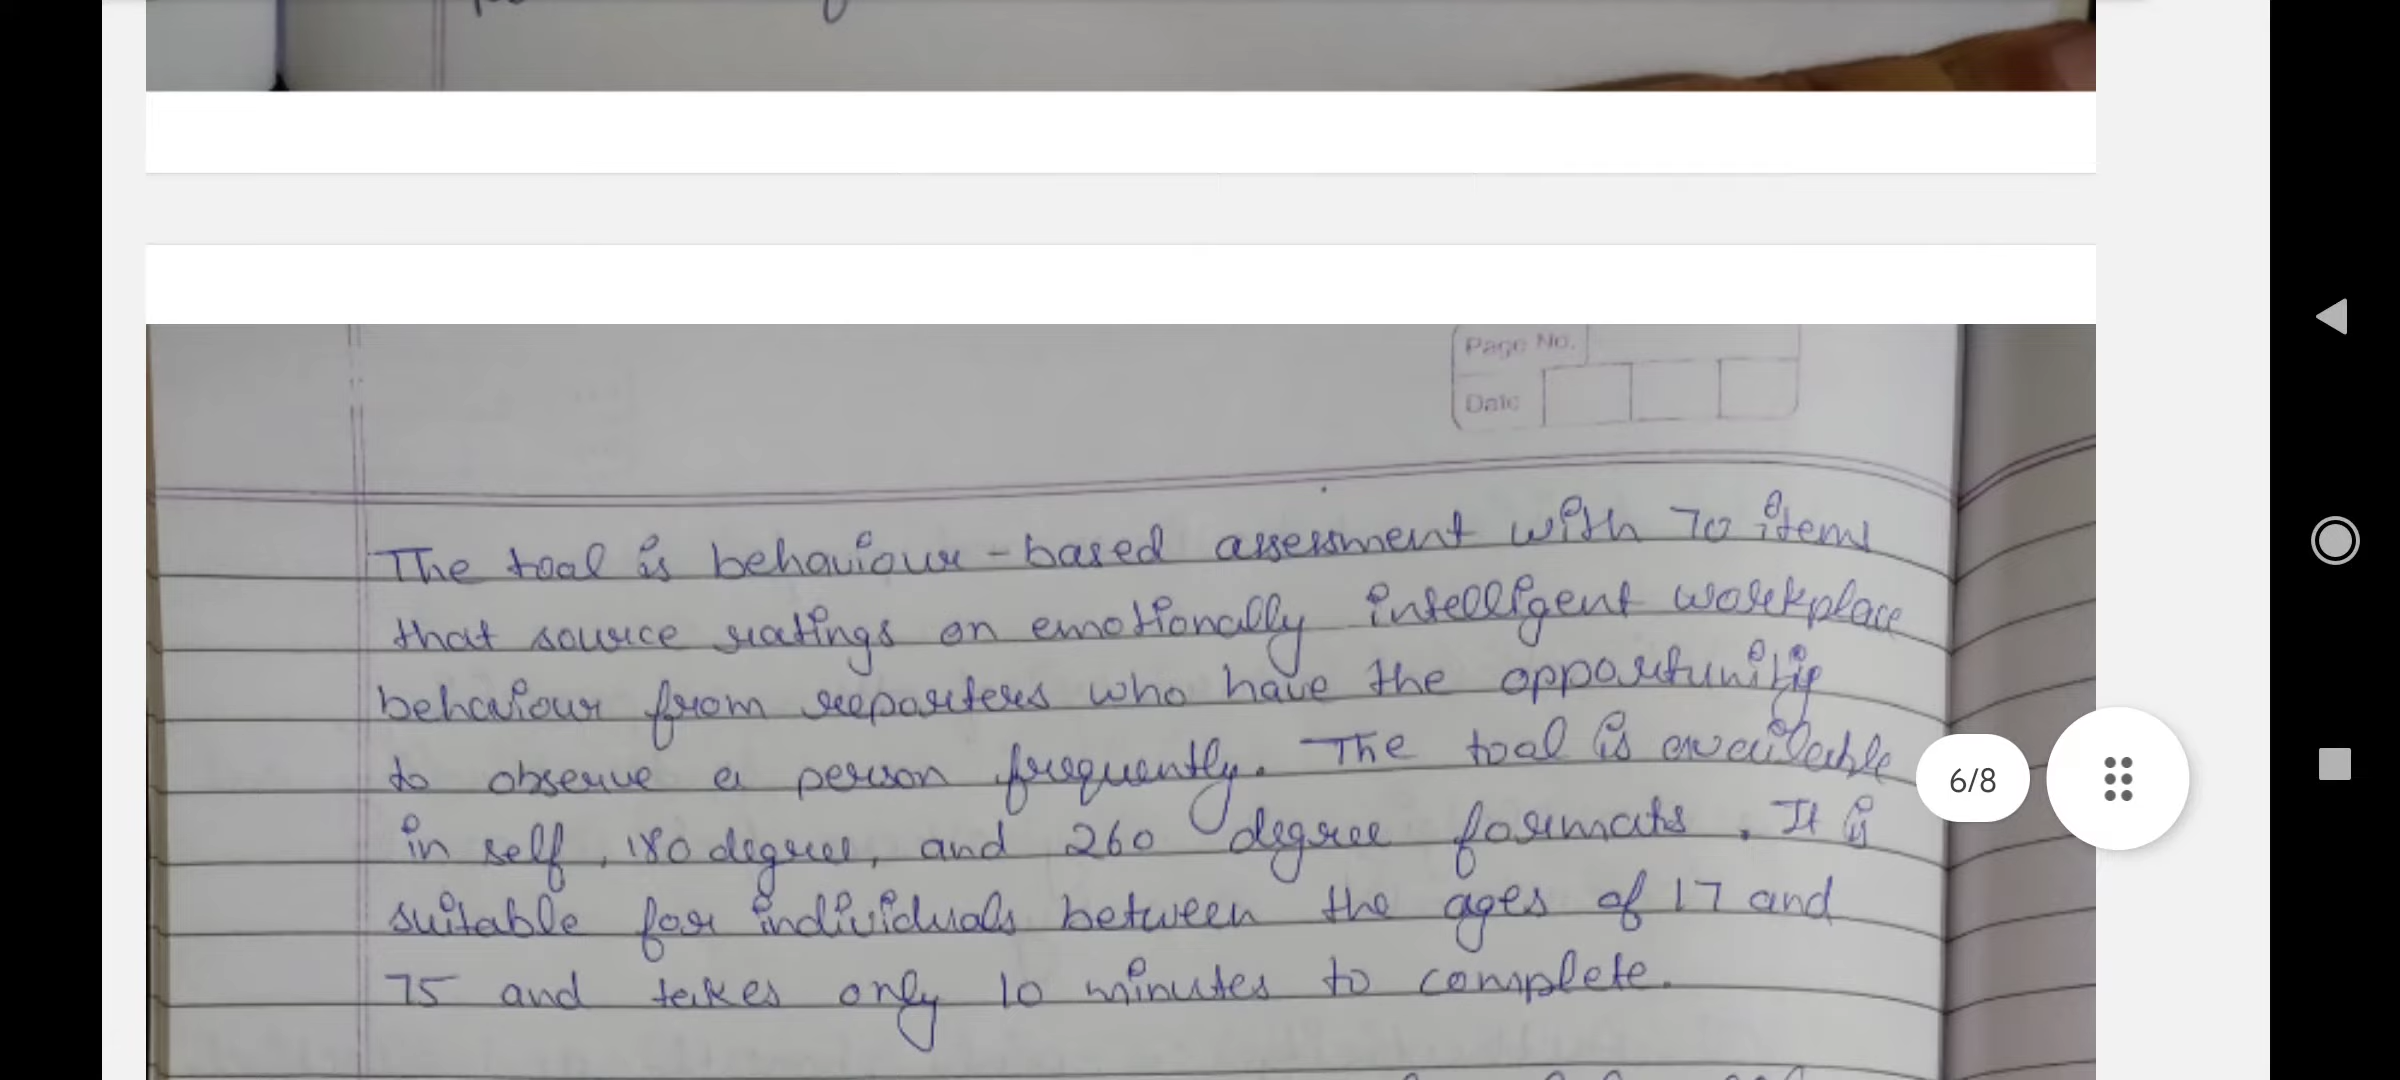 Page No.
Date
The tool is behaviour-based assessment with 70 items
that source ratings on emotionally intelligent workplace
behaviour from reporters who have the opportunity
to observe a person frequently. The tool is available
in self, 180 degree, and 260 degree formats. It is
suitable for individuals between the ages of 17 and
75 and takes only 10 minutes to complete.
6/8